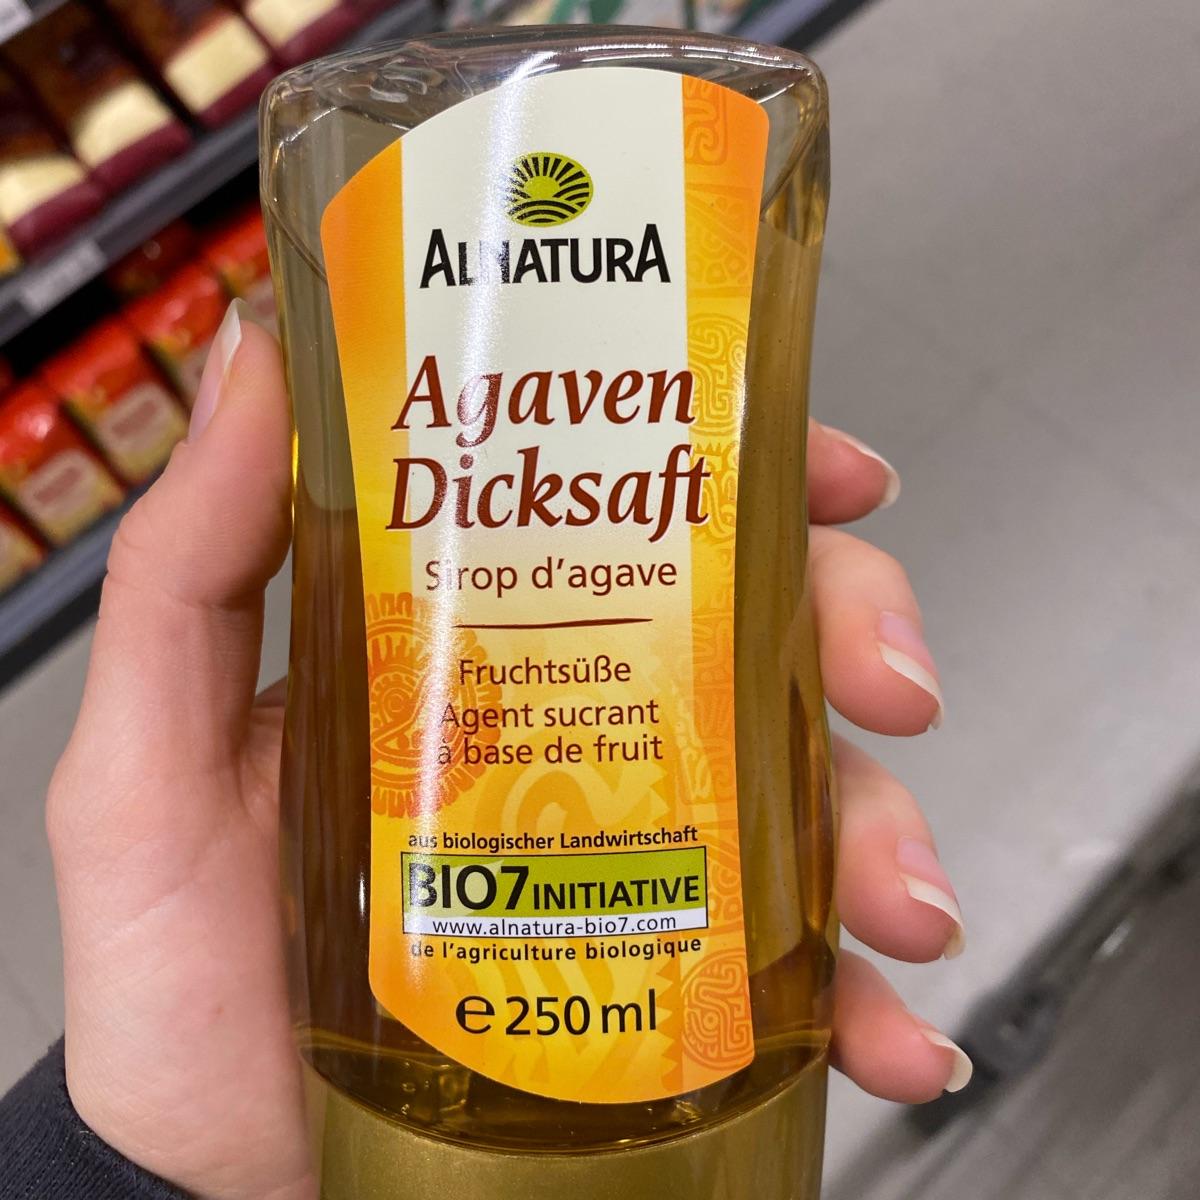 ALNATURA
Agaven
Dicksaft
Sirop d'agave
Fruchtsüße
Agent sucrant
à base de fruit
aus biologischer Landwirtschaft
BIO7 INITIATIVE
www.alnatura-bio7.com
de l'agriculture biologique
℮ 250 ml